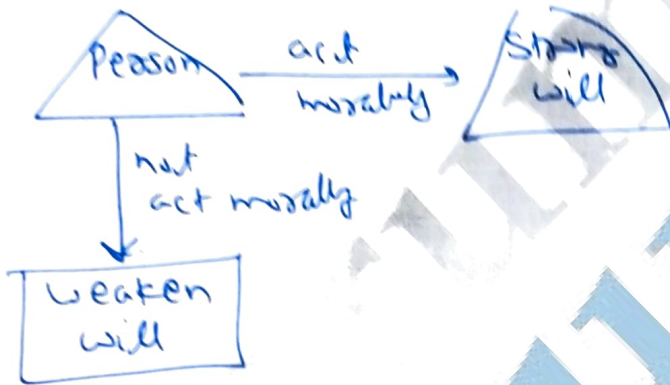 Person
act
morally
Strong
will
not
act morally
weaken
will